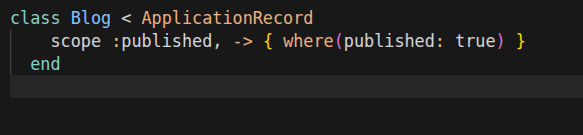 class Blog < ApplicationRecord
    scope :published, -> { where(published: true) }
  end